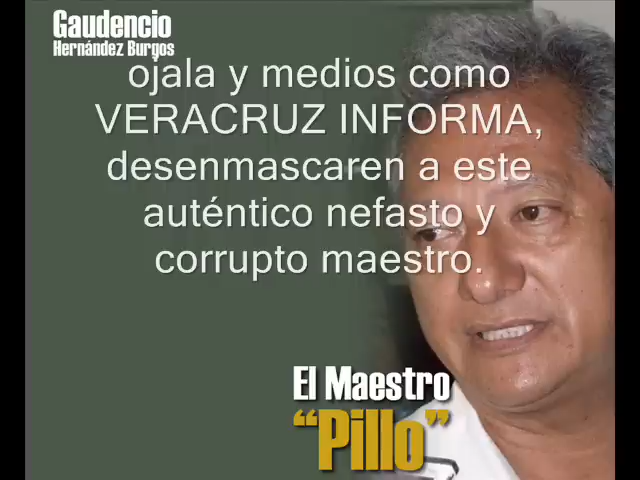 Gaudencio
Hernández Burgos
ojala y medios como
VERACRUZ INFORMA,
desenmascaren a este
auténtico nefasto y
corrupto maestro.
El Maestro
“Pillo”